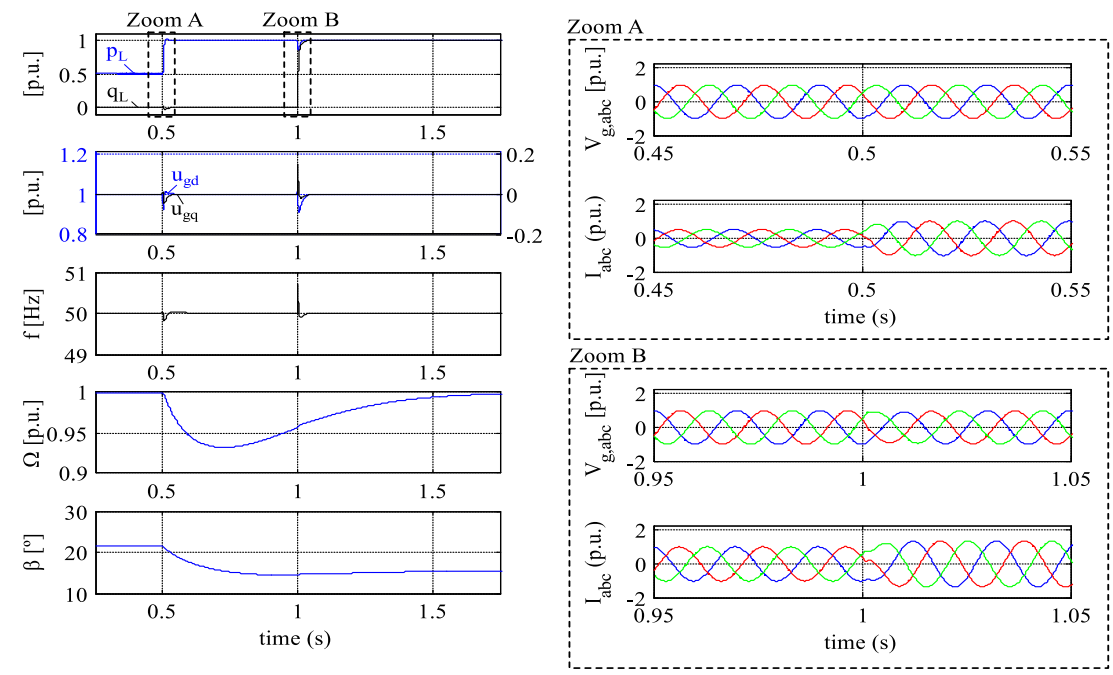 Zoom A
Zoom B
[p.u.]
1
0.5
0
p_L
q_L
0.5
1
1.5
[p.u.]
1.2
1
0.8
u_gd
u_gq
0.2
0
-0.2
0.5
1
1.5
f [Hz]
51
50
49
0.5
1
1.5
Ω [p.u.]
1
0.95
0.9
0.5
1
1.5
β [º]
30
20
10
0.5
1
1.5
time (s)
Zoom A
V_g,abc [p.u.]
2
0
-2
0.45
0.5
0.55
I_abc (p.u.)
2
0
-2
0.45
0.5
0.55
time (s)
Zoom B
V_g,abc [p.u.]
2
0
-2
0.95
1
1.05
I_abc (p.u.)
2
0
-2
0.95
1
1.05
time (s)